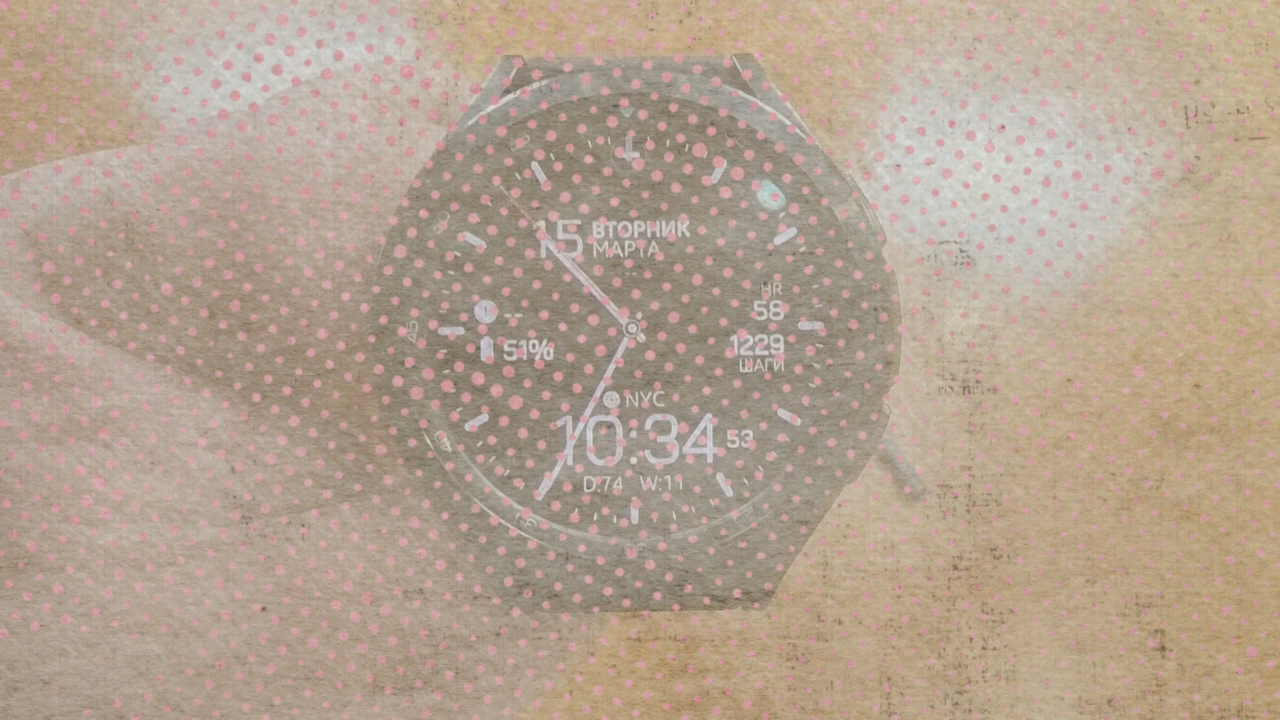 15 ВТОРНИК
МАРТА
HR
58
--
51%
1229
ШАГИ
NYC
10:34 53
D:74 W:11